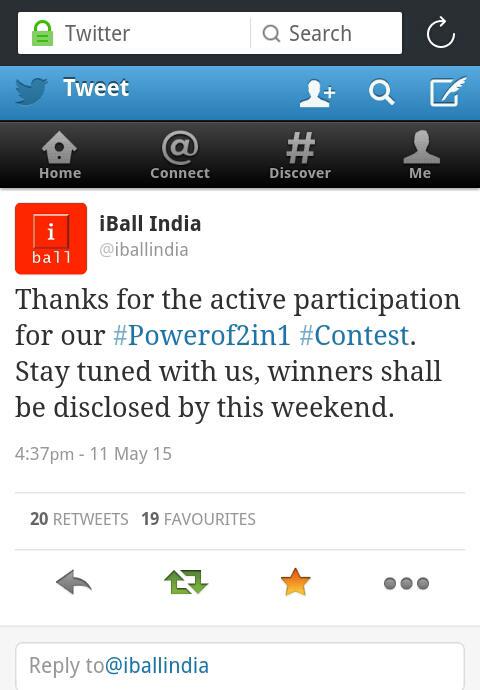 Twitter
Search
Tweet
Home
Connect
Discover
Me
i
ball
iBall India
@iballindia
Thanks for the active participation
for our #Powerof2in1 #Contest.
Stay tuned with us, winners shall
be disclosed by this weekend.
4:37pm - 11 May 15
20 RETWEETS 19 FAVOURITES
Reply to@iballindia